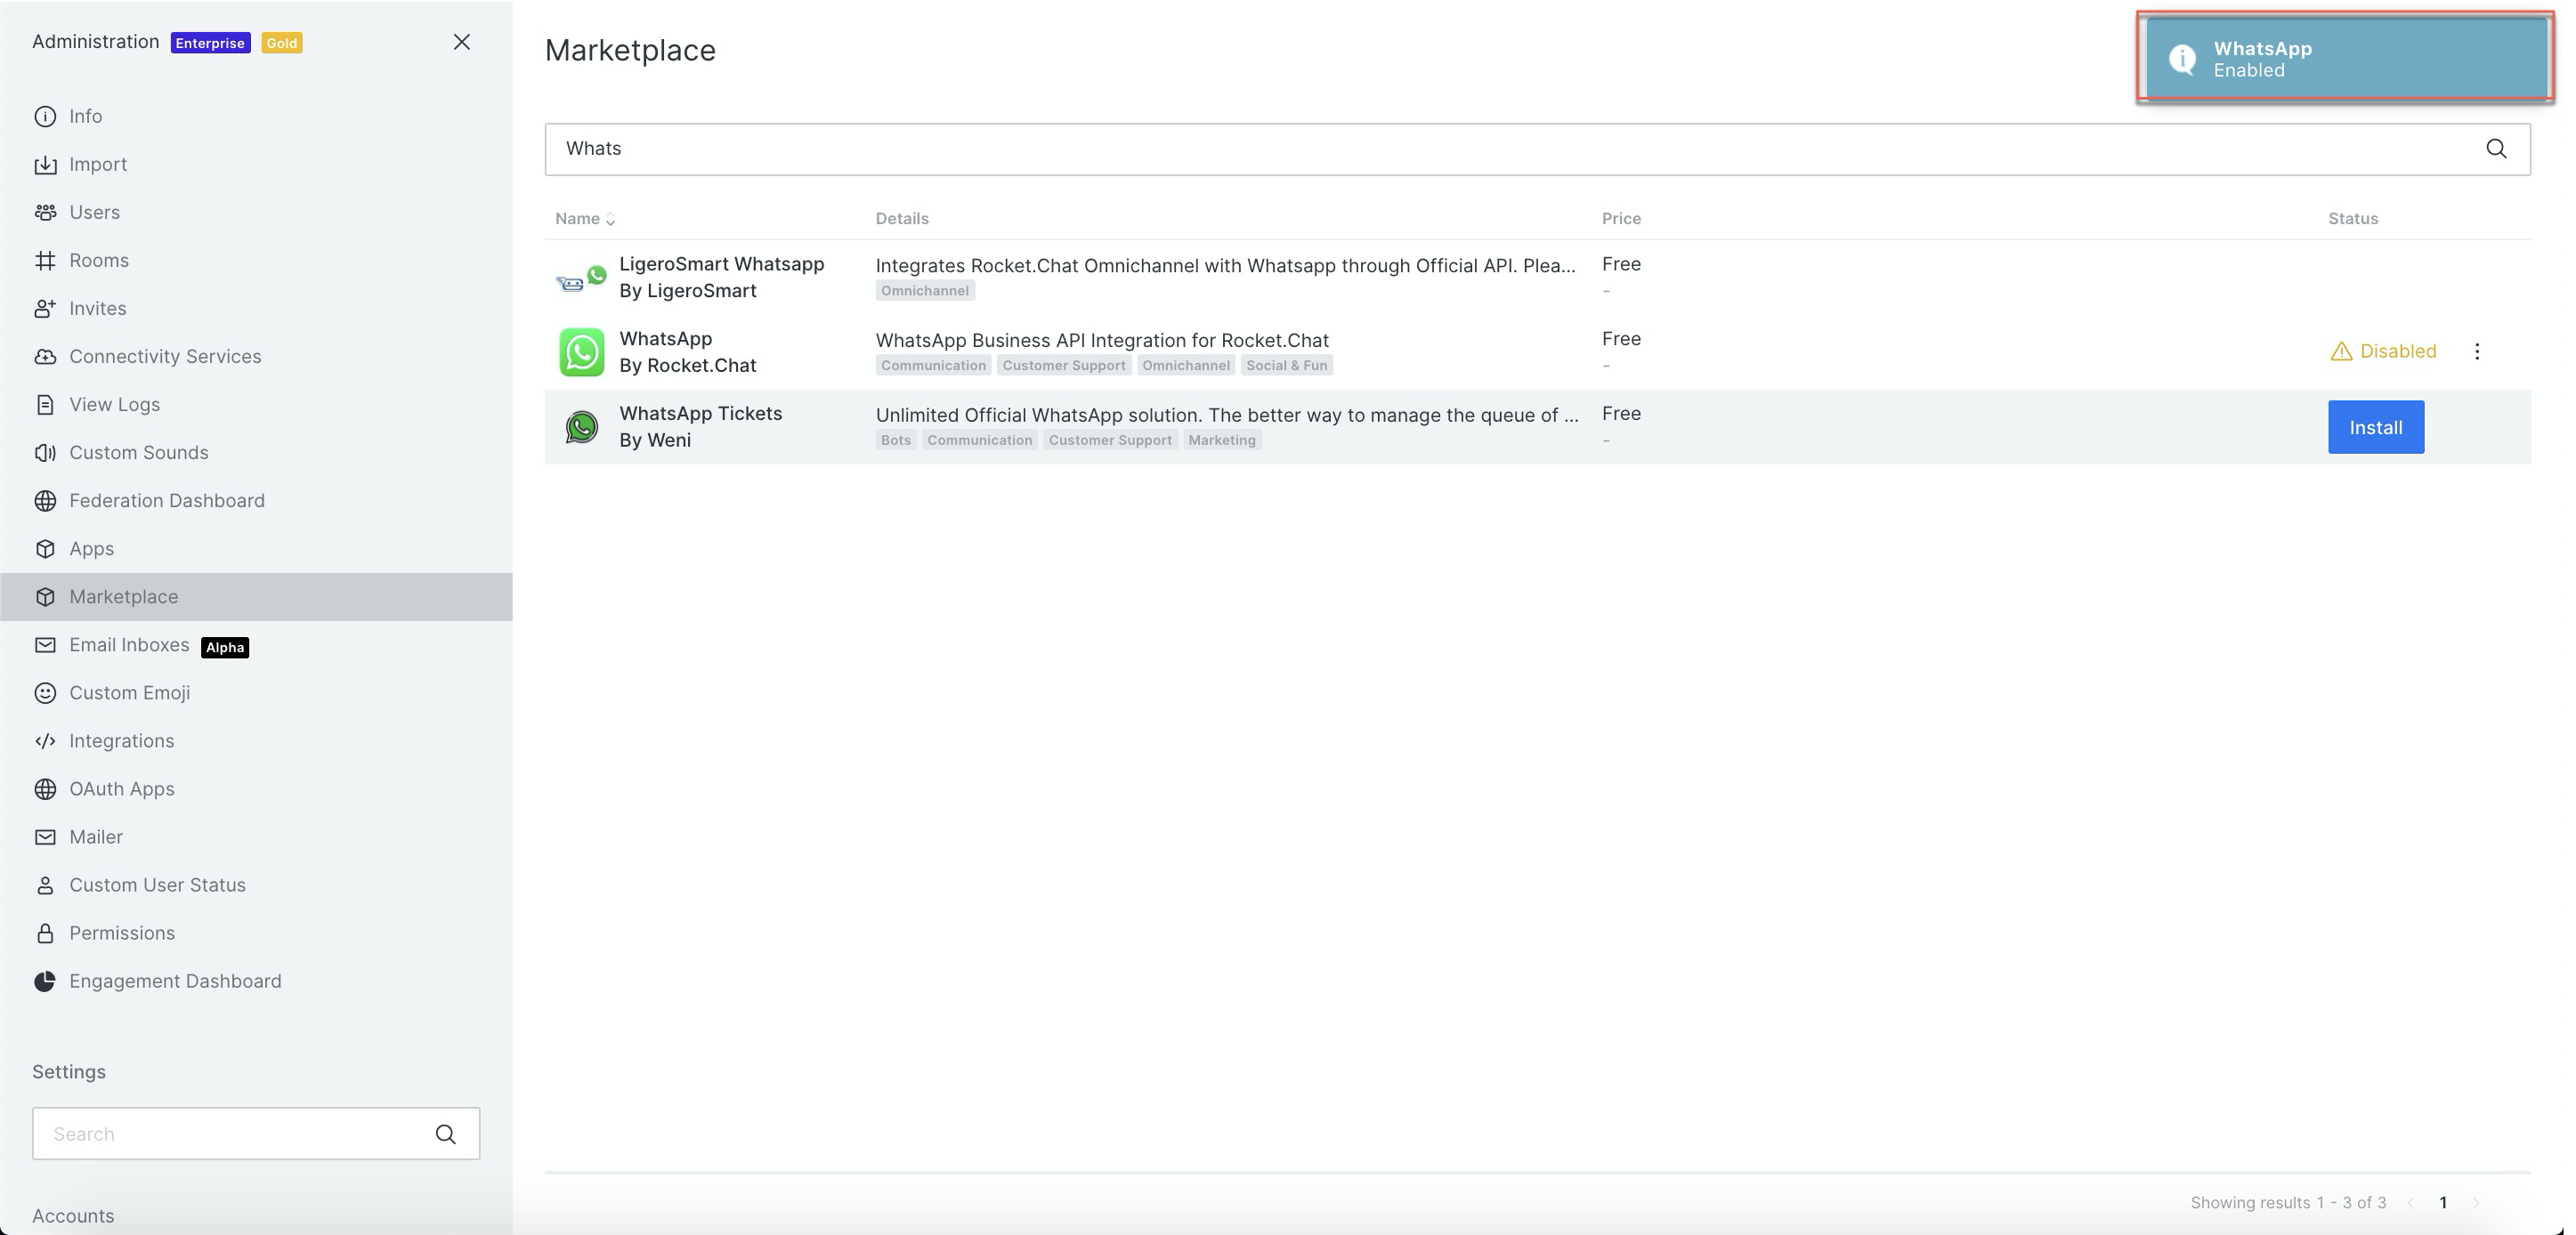 Administration Enterprise Gold
Info
Import
Users
Rooms
Invites
Connectivity Services
View Logs
Custom Sounds
Federation Dashboard
Apps
Marketplace
Email Inboxes Alpha
Custom Emoji
Integrations
OAuth Apps
Mailer
Custom User Status
Permissions
Engagement Dashboard
Settings
Search
Accounts
Marketplace
WhatsApp
Enabled
Whats
Name Details Price Status
LigeroSmart Whatsapp
By LigeroSmart
Integrates Rocket.Chat Omnichannel with Whatsapp through Official API. Plea...
Omnichannel
Free
-
WhatsApp
By Rocket.Chat
WhatsApp Business API Integration for Rocket.Chat
Communication Customer Support Omnichannel Social & Fun
Free
-
Disabled
WhatsApp Tickets
By Weni
Unlimited Official WhatsApp solution. The better way to manage the queue of ...
Bots Communication Customer Support Marketing
Free
-
Install
Showing results 1 - 3 of 3 < 1 >